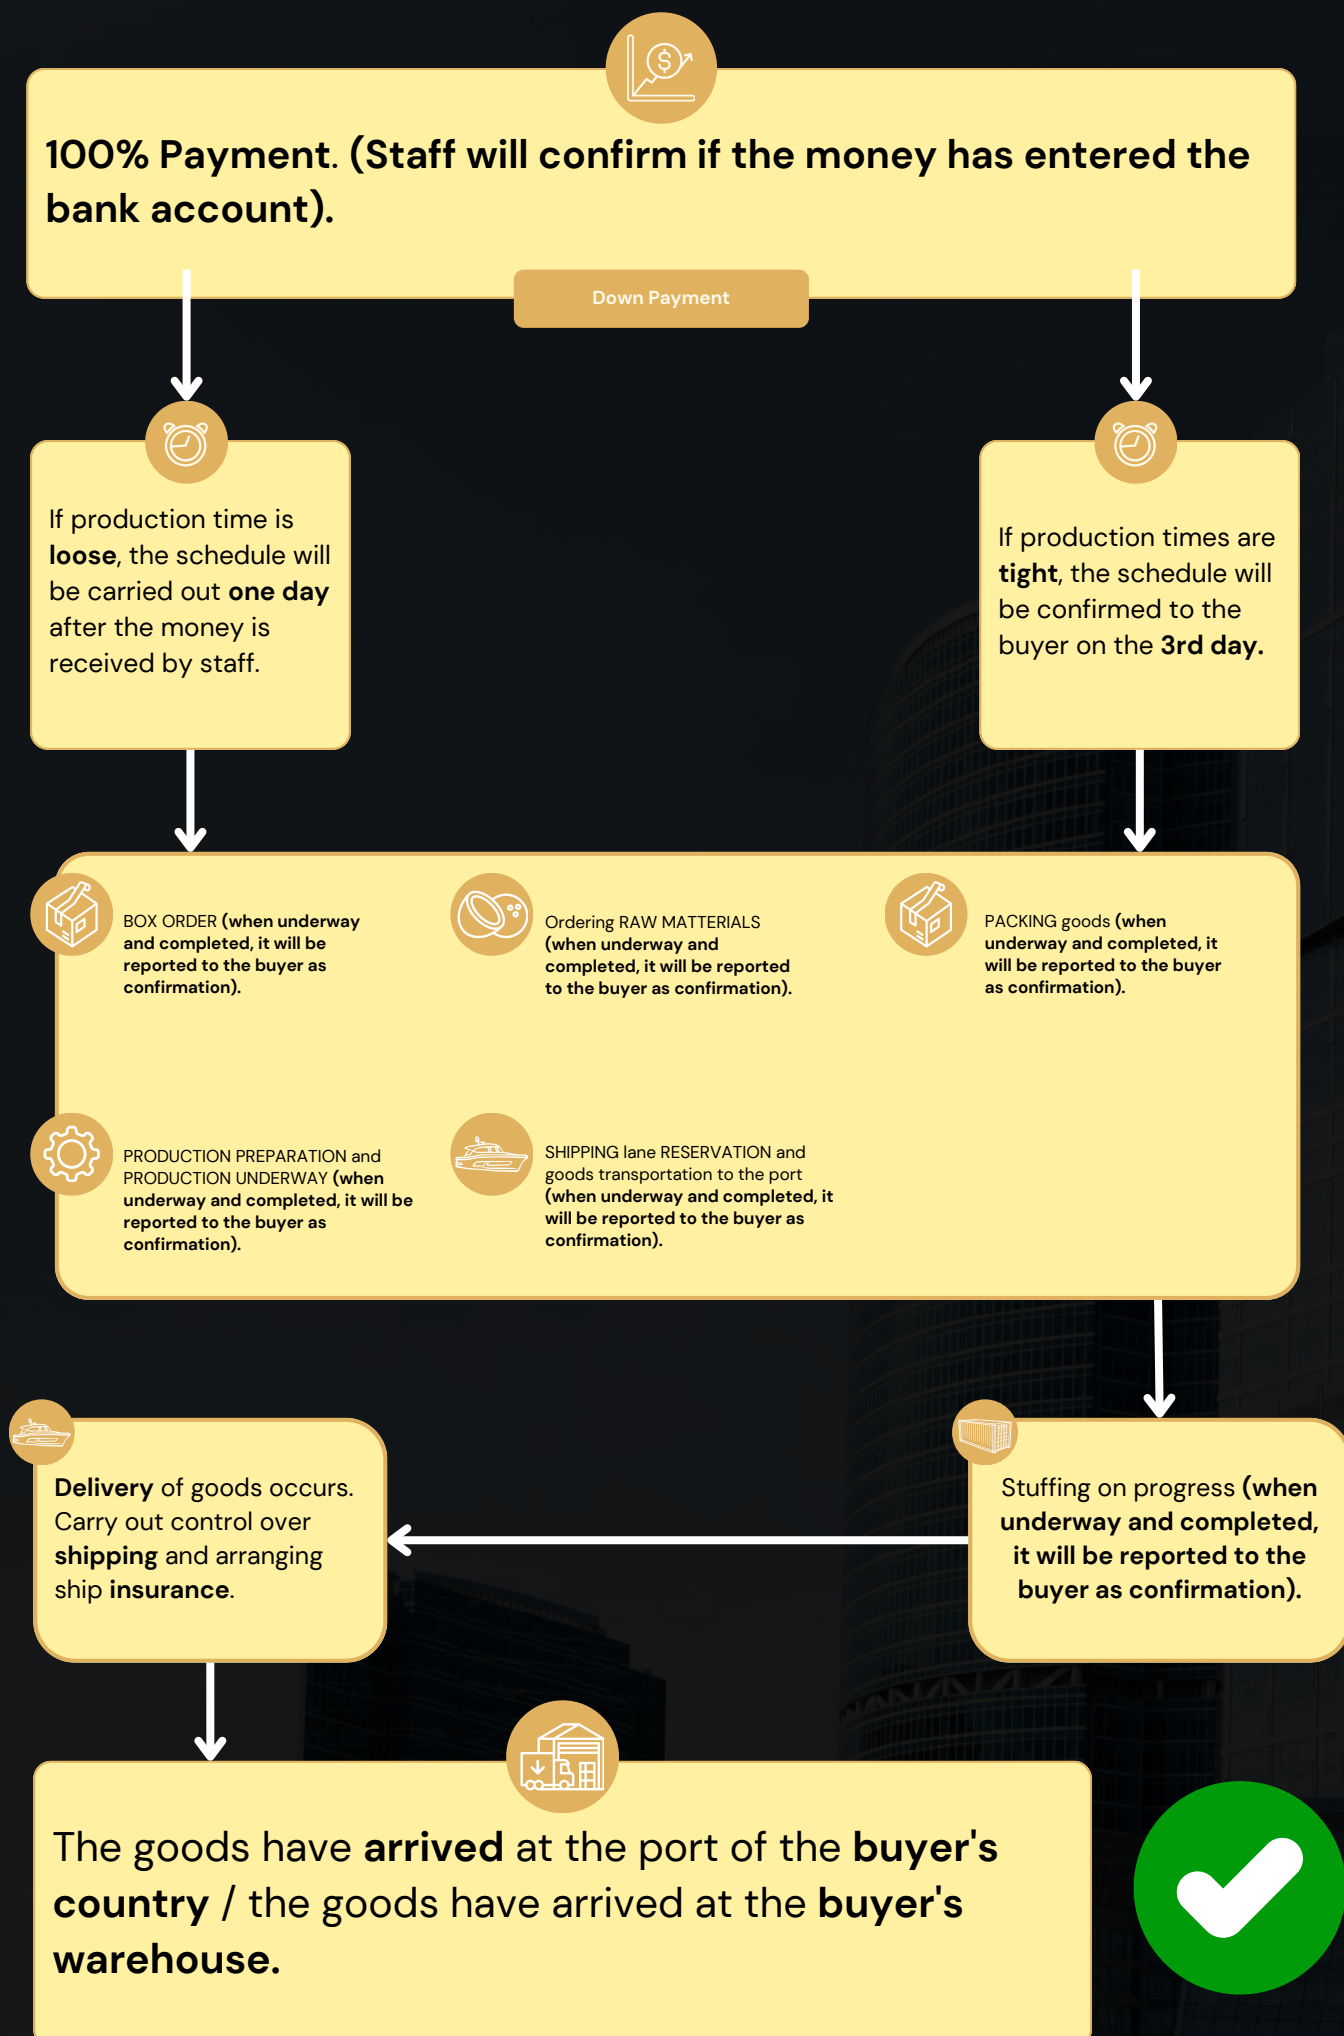 100% Payment. (Staff will confirm if the money has entered the
bank account).
Down Payment
If production time is
loose, the schedule will
be carried out one day
after the money is
received by staff.
If production times are
tight, the schedule will
be confirmed to the
buyer on the 3rd day.
BOX ORDER (when underway
and completed, it will be
reported to the buyer as
confirmation).
Ordering RAW MATTERIALS
(when underway and
completed, it will be reported
to the buyer as confirmation).
PACKING goods (when
underway and completed, it
will be reported to the buyer
as confirmation).
PRODUCTION PREPARATION and
PRODUCTION UNDERWAY (when
underway and completed, it will be
reported to the buyer as
confirmation).
SHIPPING lane RESERVATION and
goods transportation to the port
(when underway and completed, it
will be reported to the buyer as
confirmation).
Stuffing on progress (when
underway and completed,
it will be reported to the
buyer as confirmation).
Delivery of goods occurs.
Carry out control over
shipping and arranging
ship insurance.
The goods have arrived at the port of the buyer's
country / the goods have arrived at the buyer's
warehouse.